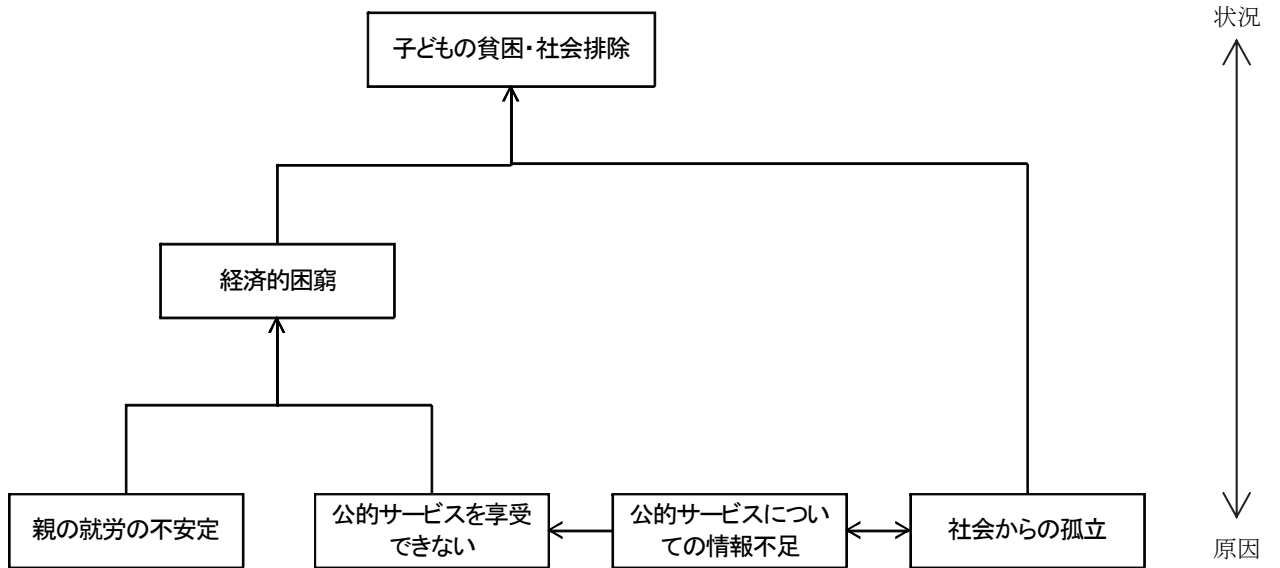 状況
子どもの貧困・社会排除
経済的困窮
親の就労の不安定
公的サービスを享受
できない
公的サービスについ
ての情報不足
社会からの孤立
原因